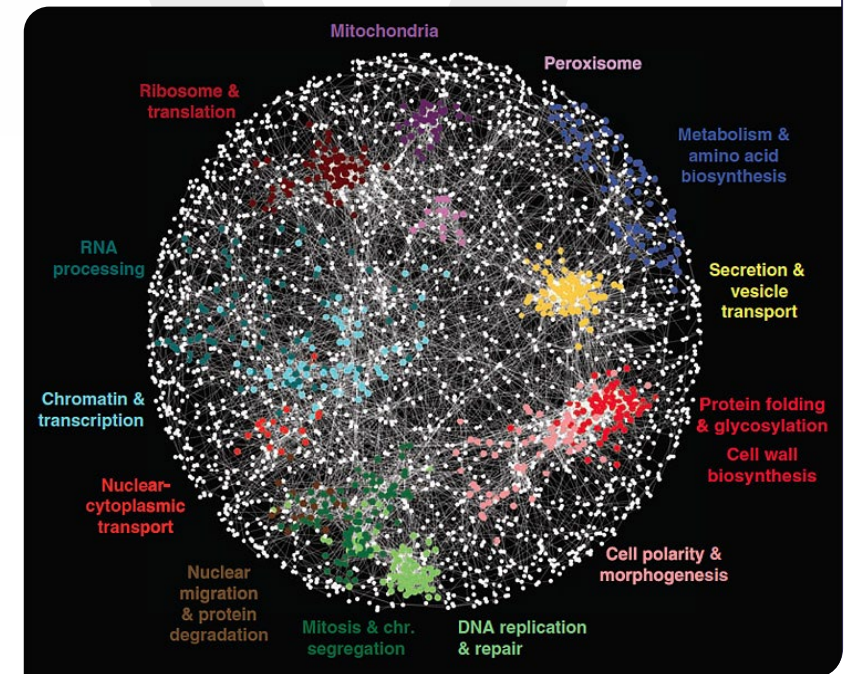 Mitochondria
Peroxisome
Ribosome &
translation
Metabolism &
amino acid
biosynthesis
RNA
processing
Secretion &
vesicle
transport
Chromatin &
transcription
Protein folding
& glycosylation
Cell wall
biosynthesis
Nuclear-
cytoplasmic
transport
Cell polarity &
morphogenesis
Nuclear
migration
& protein
degradation
Mitosis & chr.
segregation
DNA replication
& repair